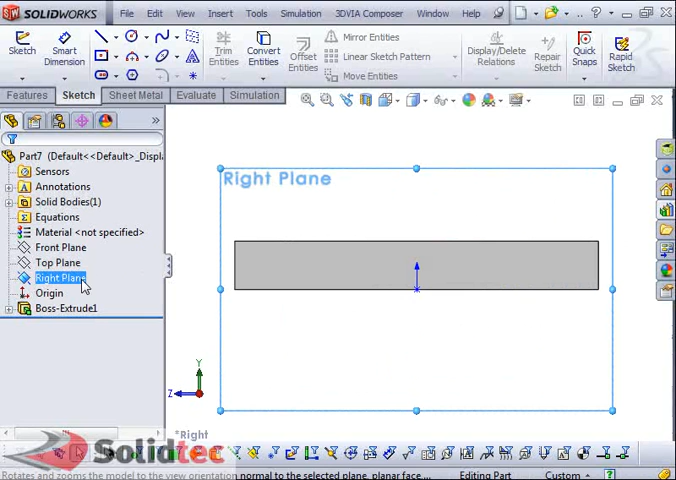 SOLIDWORKS File Edit View Insert Tools Simulation 3DVIA Composer Window Help
Sketch Smart Dimension Trim Entities Convert Entities Offset Entities Mirror Entities Linear Sketch Pattern Move Entities Display/Delete Relations Repair Sketch Quick Snaps Rapid Sketch
Features Sketch Sheet Metal Evaluate Simulation
Part7 (Default<<Default>_Displ
Sensors
Annotations
Solid Bodies(1)
Equations
Material <not specified>
Front Plane
Top Plane
Right Plane
Origin
Boss-Extrude1
Right Plane
Y
Z
*Right
Solidtec
Rotates and zooms the model to the view orientation normal to the selected plane, planar face... Editing Part Custom